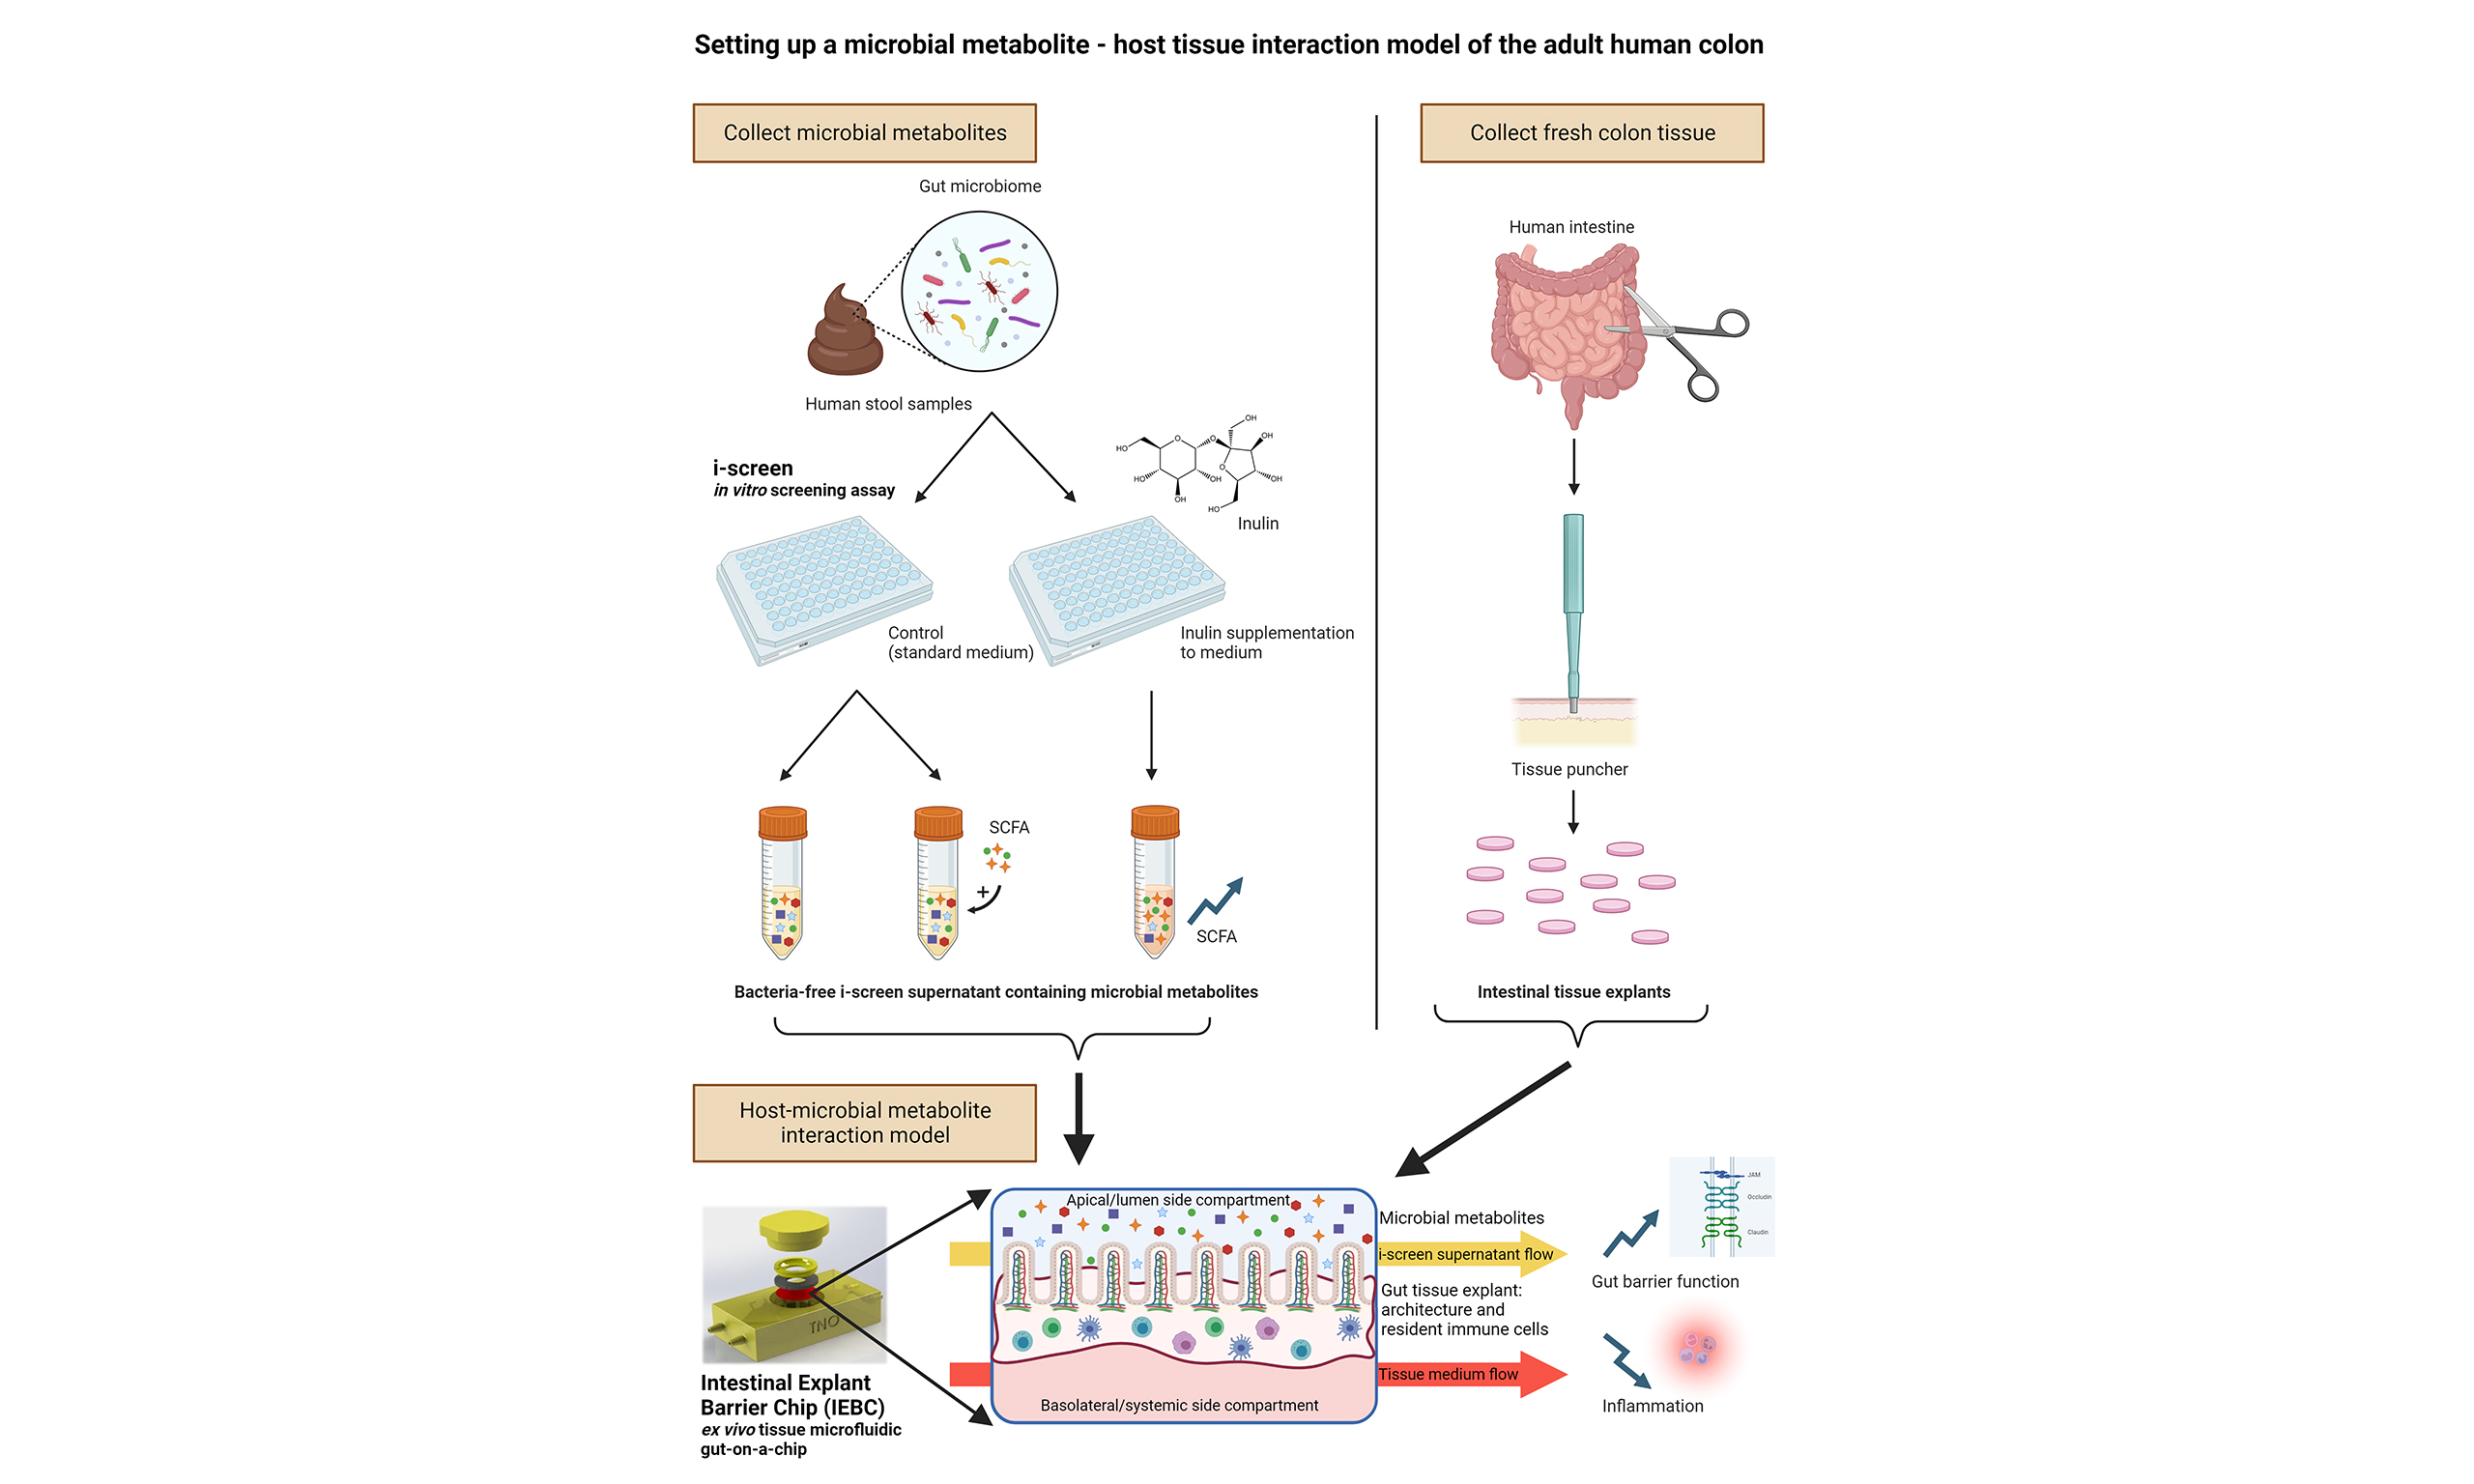 Setting up a microbial metabolite - host tissue interaction model of the adult human colon
Collect microbial metabolites
Gut microbiome
Human stool samples
i-screen
in vitro screening assay
OH
HO
O
O
OH
O
HO
OH
OH
OH
HO
Inulin
Control
(standard medium)
Inulin supplementation
to medium
SCFA
+
SCFA
Bacteria-free i-screen supernatant containing microbial metabolites
Collect fresh colon tissue
Human intestine
Tissue puncher
Intestinal tissue explants
Host-microbial metabolite
interaction model
TNO
Intestinal Explant
Barrier Chip (IEBC)
ex vivo tissue microfluidic
gut-on-a-chip
Apical/lumen side compartment
Basolateral/systemic side compartment
Microbial metabolites
i-screen supernatant flow
Gut tissue explant:
architecture and
resident immune cells
Tissue medium flow
JAM
Occludin
Claudin
Gut barrier function
Inflammation